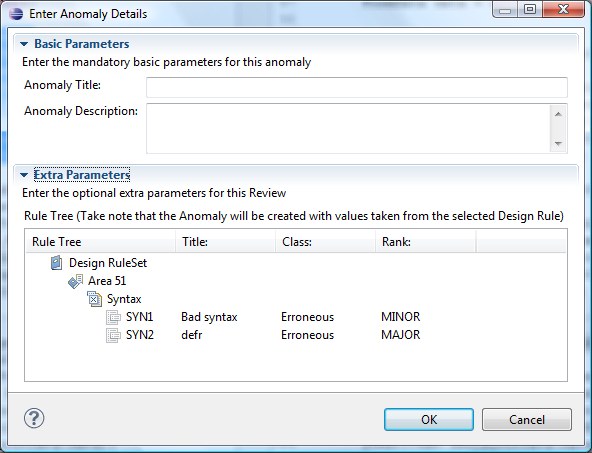 Enter Anomaly Details
Basic Parameters
Enter the mandatory basic parameters for this anomaly
Anomaly Title:
Anomaly Description:
Extra Parameters
Enter the optional extra parameters for this Review
Rule Tree (Take note that the Anomaly will be created with values taken from the selected Design Rule)
Rule Tree Title: Class: Rank:
Design RuleSet
Area 51
Syntax
SYN1 Bad syntax Erroneous MINOR
SYN2 defr Erroneous MAJOR
?
OK Cancel